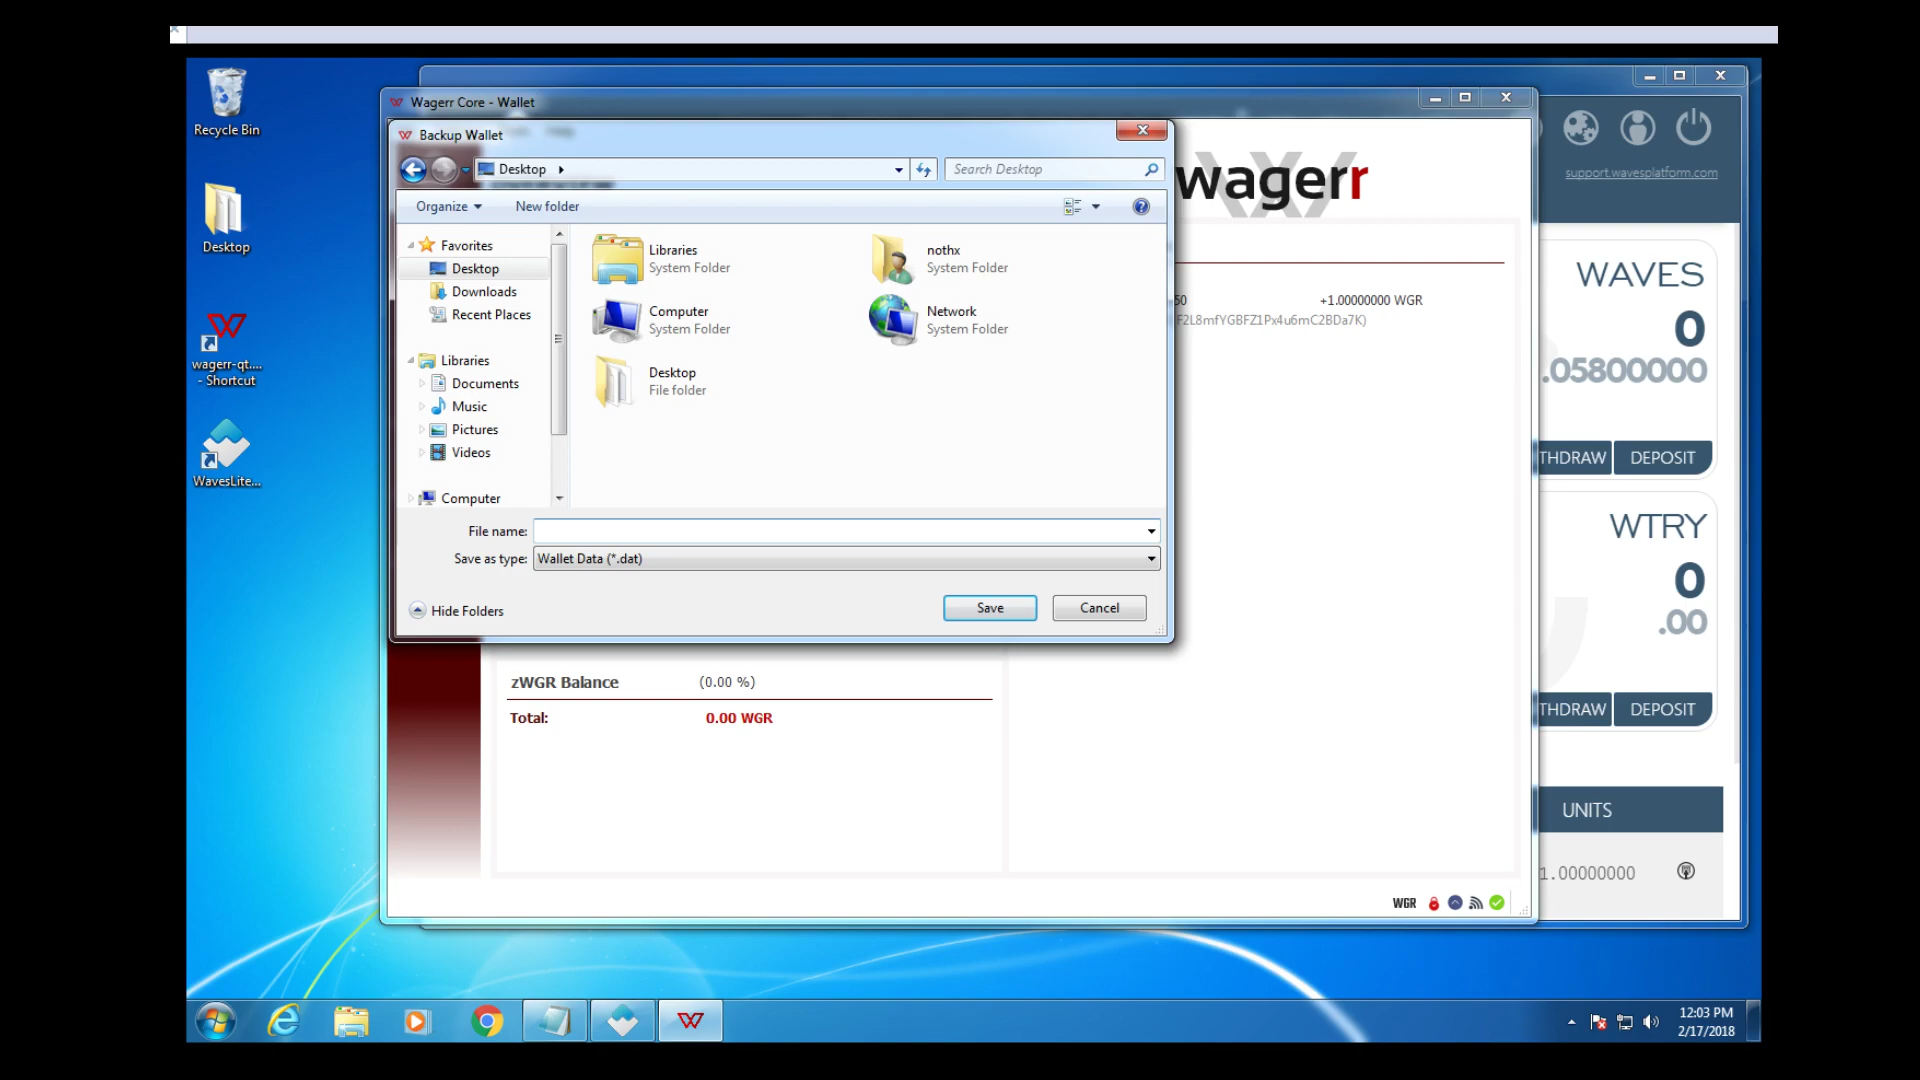 Recycle Bin
Desktop
wagerr-qt....
- Shortcut
WavesLite...
Wagerr Core - Wallet
Backup Wallet
Desktop
Search Desktop
Organize
New folder
Favorites
Desktop
Downloads
Recent Places
Libraries
Documents
Music
Pictures
Videos
Computer
Libraries
System Folder
nothx
System Folder
Computer
System Folder
Network
System Folder
Desktop
File folder
File name:
Save as type: Wallet Data (*.dat)
Hide Folders
Save
Cancel
wagerr
50 +1.00000000 WGR
F2L8mfYGBFZ1Px4u6mC2BDa7K)
zWGR Balance (0.00 %)
Total: 0.00 WGR
WGR
support.wavesplatform.com
WAVES
0
.05800000
THDRAW DEPOSIT
WTRY
0
.00
THDRAW DEPOSIT
UNITS
1.00000000
12:03 PM
2/17/2018